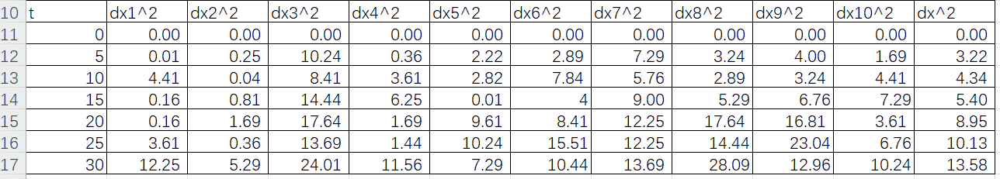 10 t dx1^2 dx2^2 dx3^2 dx4^2 dx5^2 dx6^2 dx7^2 dx8^2 dx9^2 dx10^2 dx^2
11 0 0.00 0.00 0.00 0.00 0.00 0.00 0.00 0.00 0.00 0.00 0.00
12 5 0.01 0.25 10.24 0.36 2.22 2.89 7.29 3.24 4.00 1.69 3.22
13 10 4.41 0.04 8.41 3.61 2.82 7.84 5.76 2.89 3.24 4.41 4.34
14 15 0.16 0.81 14.44 6.25 0.01 4 9.00 5.29 6.76 7.29 5.40
15 20 0.16 1.69 17.64 1.69 9.61 8.41 12.25 17.64 16.81 3.61 8.95
16 25 3.61 0.36 13.69 1.44 10.24 15.51 12.25 14.44 23.04 6.76 10.13
17 30 12.25 5.29 24.01 11.56 7.29 10.44 13.69 28.09 12.96 10.24 13.58